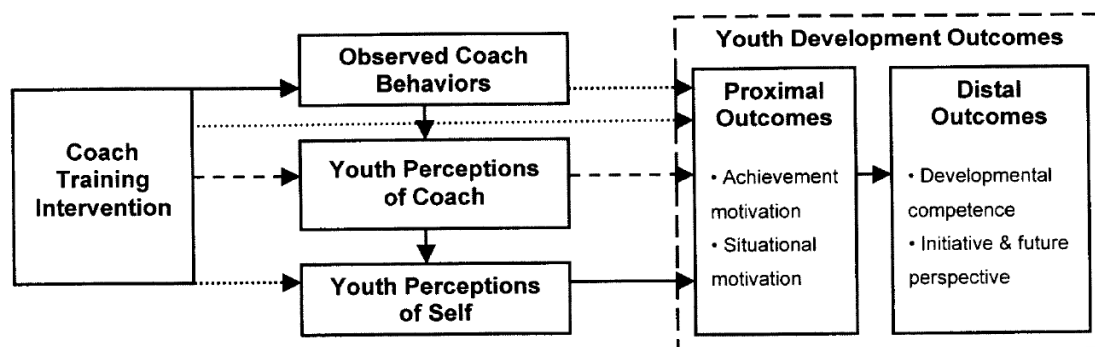 Youth Development Outcomes
Observed Coach
Behaviors
Coach
Training
Intervention
Youth Perceptions
of Coach
Youth Perceptions
of Self
Proximal
Outcomes
• Achievement
motivation
• Situational
motivation
Distal
Outcomes
• Developmental
competence
• Initiative & future
perspective